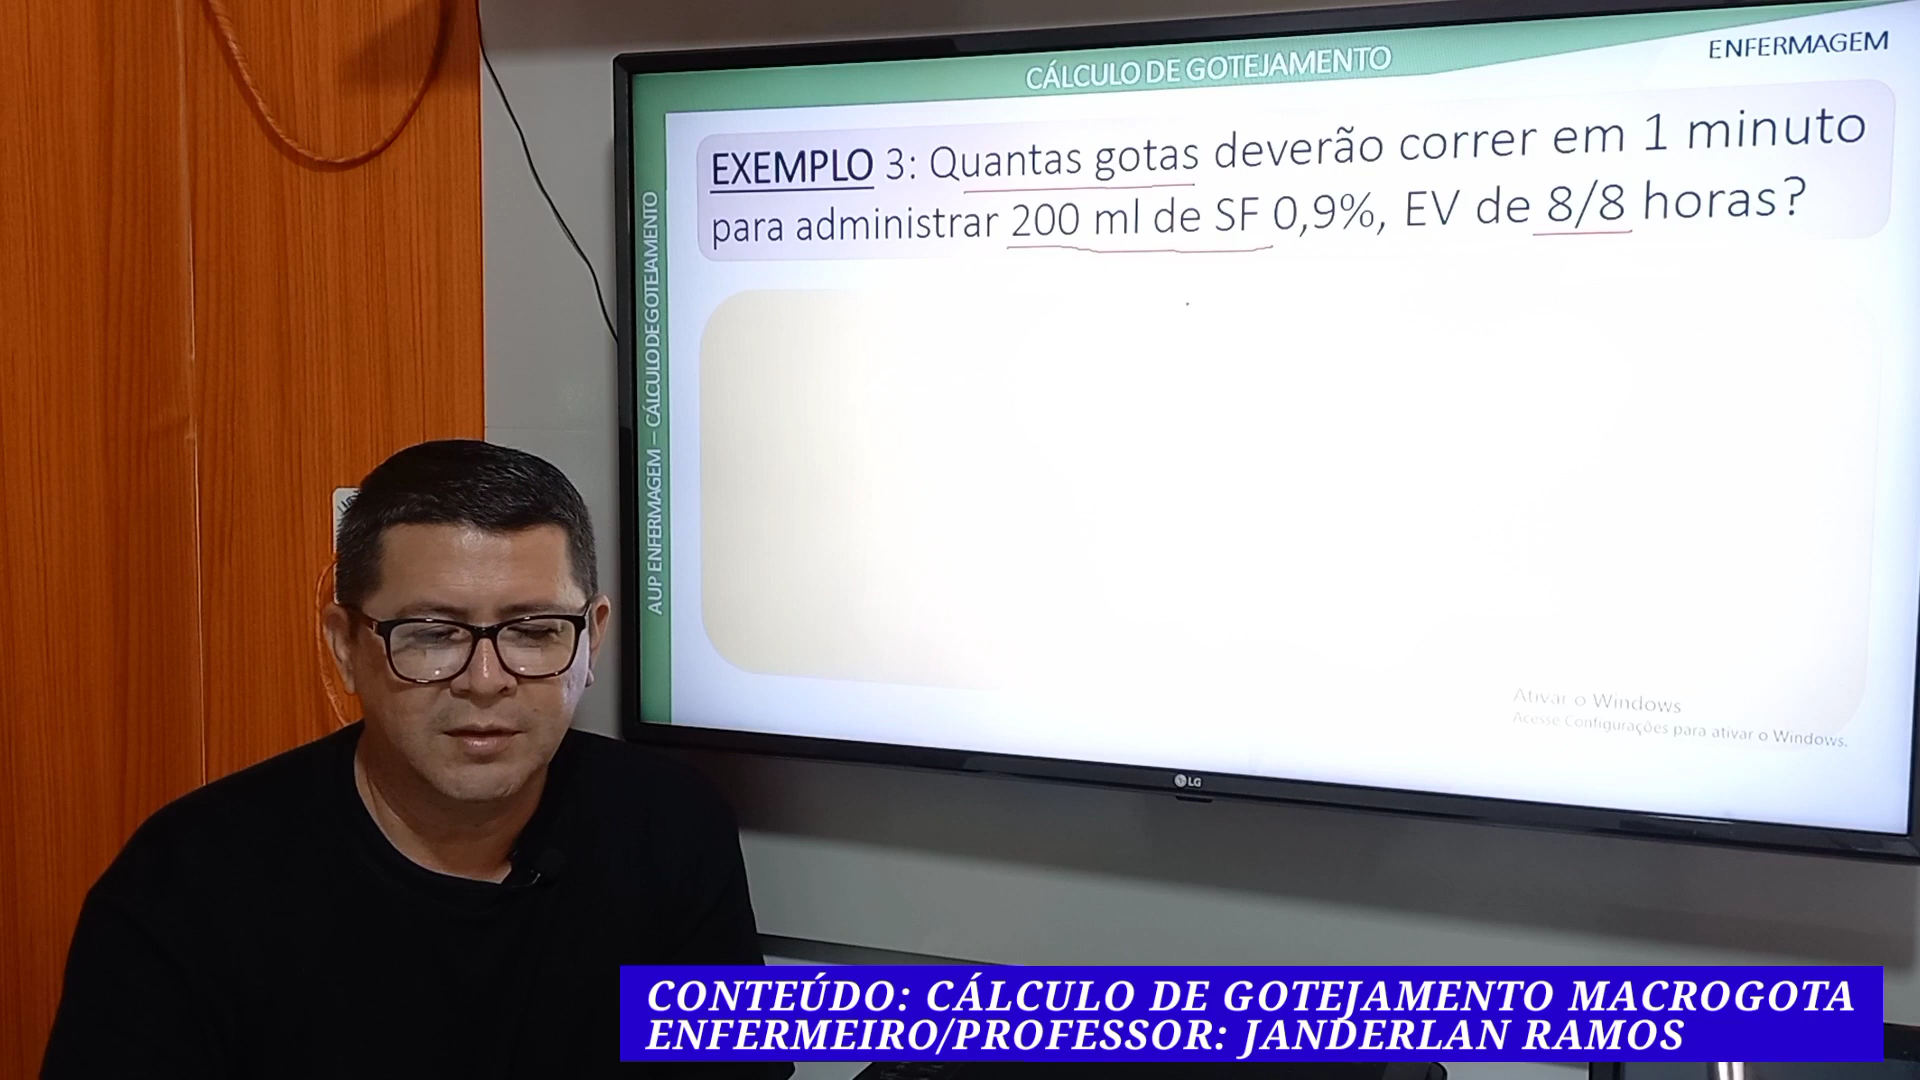 CÁLCULO DE GOTEJAMENTO
ENFERMAGEM
EXEMPLO 3: Quantas gotas deverão correr em 1 minuto
para administrar 200 ml de SF 0,9%, EV de 8/8 horas?
AUP ENFERMAGEM – CÁLCULO DE GOTEJAMENTO
Ativar o Windows
Acesse Configurações para ativar o Windows.
LG
CONTEÚDO: CÁLCULO DE GOTEJAMENTO MACROGOTA
ENFERMEIRO/PROFESSOR: JANDERLAN RAMOS